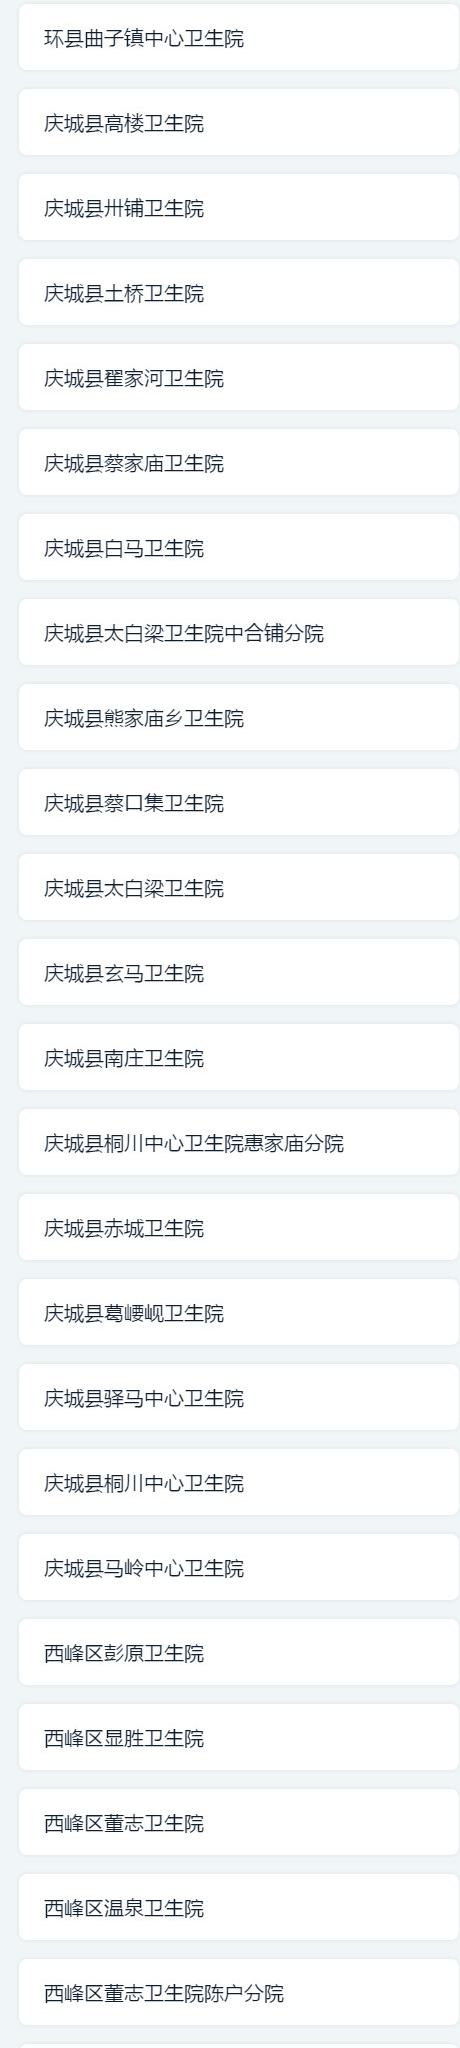 环县曲子镇中心卫生院
庆城县高楼卫生院
庆城县卅铺卫生院
庆城县土桥卫生院
庆城县翟家河卫生院
庆城县蔡家庙卫生院
庆城县白马卫生院
庆城县太白梁卫生院中合铺分院
庆城县熊家庙乡卫生院
庆城县蔡口集卫生院
庆城县太白梁卫生院
庆城县玄马卫生院
庆城县南庄卫生院
庆城县桐川中心卫生院惠家庙分院
庆城县赤城卫生院
庆城县葛崾岘卫生院
庆城县驿马中心卫生院
庆城县桐川中心卫生院
庆城县马岭中心卫生院
西峰区彭原卫生院
西峰区显胜卫生院
西峰区董志卫生院
西峰区温泉卫生院
西峰区董志卫生院陈户分院